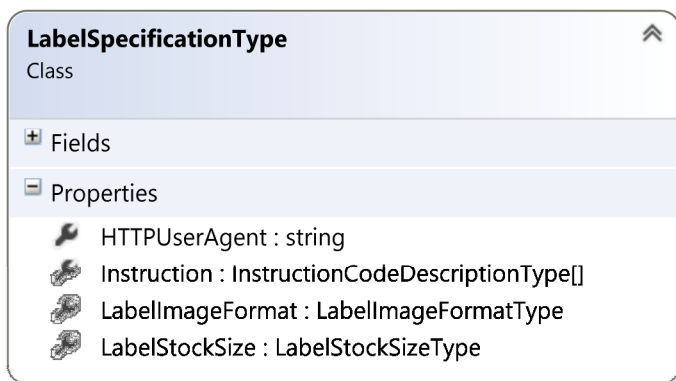 LabelSpecificationType
Class
Fields
Properties
HTTPUserAgent : string
Instruction : InstructionCodeDescriptionType[]
LabelImageFormat : LabelImageFormatType
LabelStockSize : LabelStockSizeType